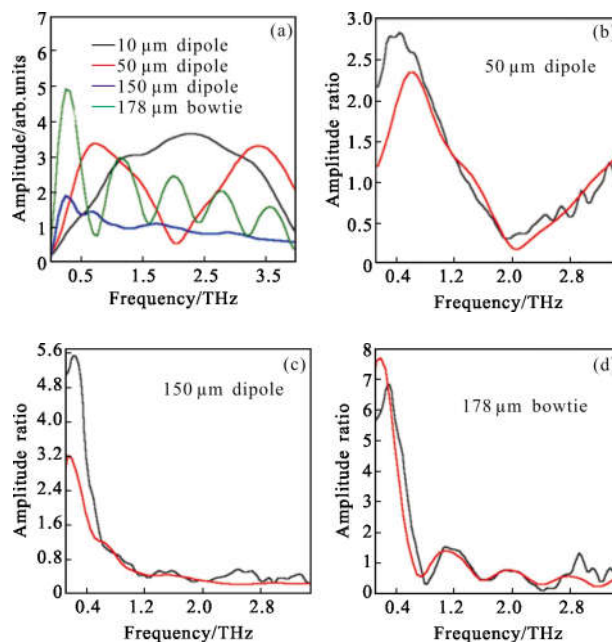 (a)
10 μm dipole
50 μm dipole
150 μm dipole
178 μm bowtie
Amplitude/arb.units
7
6
5
4
3
2
1
0
0.5 1.5 2.5 3.5
Frequency/THz
(b)
50 μm dipole
Amplitude ratio
3.0
2.5
2.0
1.5
1.0
0.5
0
0.4 1.2 2.0 2.8
Frequency/THz
(c)
150 μm dipole
Amplitude ratio
5.6
4.8
4.0
3.2
2.4
1.6
0.8
0
0.4 1.2 2.0 2.8
Frequency/THz
(d)
178 μm bowtie
Amplitude ratio
8
7
6
5
4
3
2
1
0
0.4 1.2 2.0 2.8
Frequency/THz